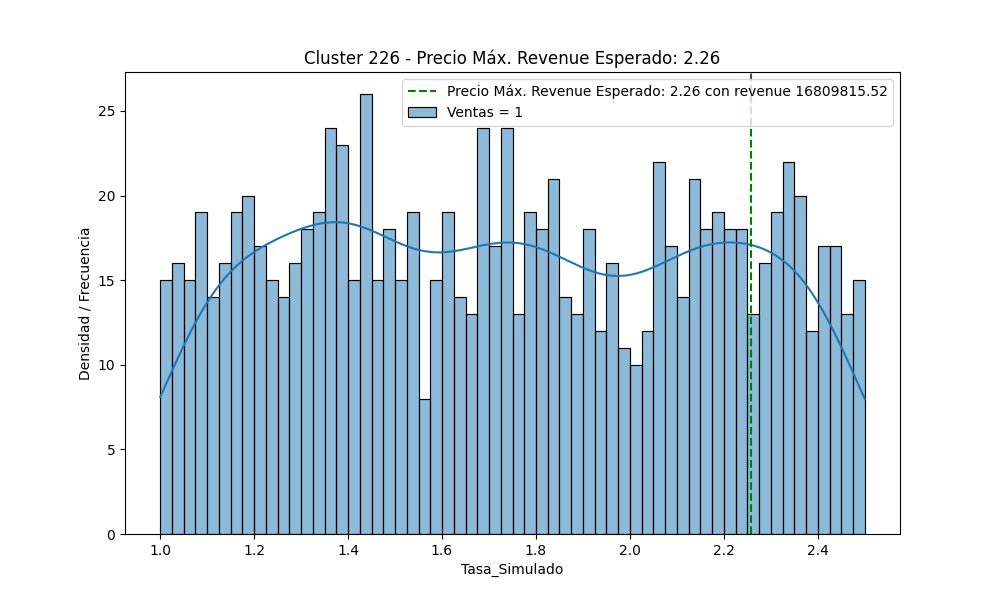 Cluster 226 - Precio Máx. Revenue Esperado: 2.26
Precio Máx. Revenue Esperado: 2.26 con revenue 16809815.52
Ventas = 1
Densidad / Frecuencia
25
20
15
10
5
0
1.0 1.2 1.4 1.6 1.8 2.0 2.2 2.4
Tasa_Simulado